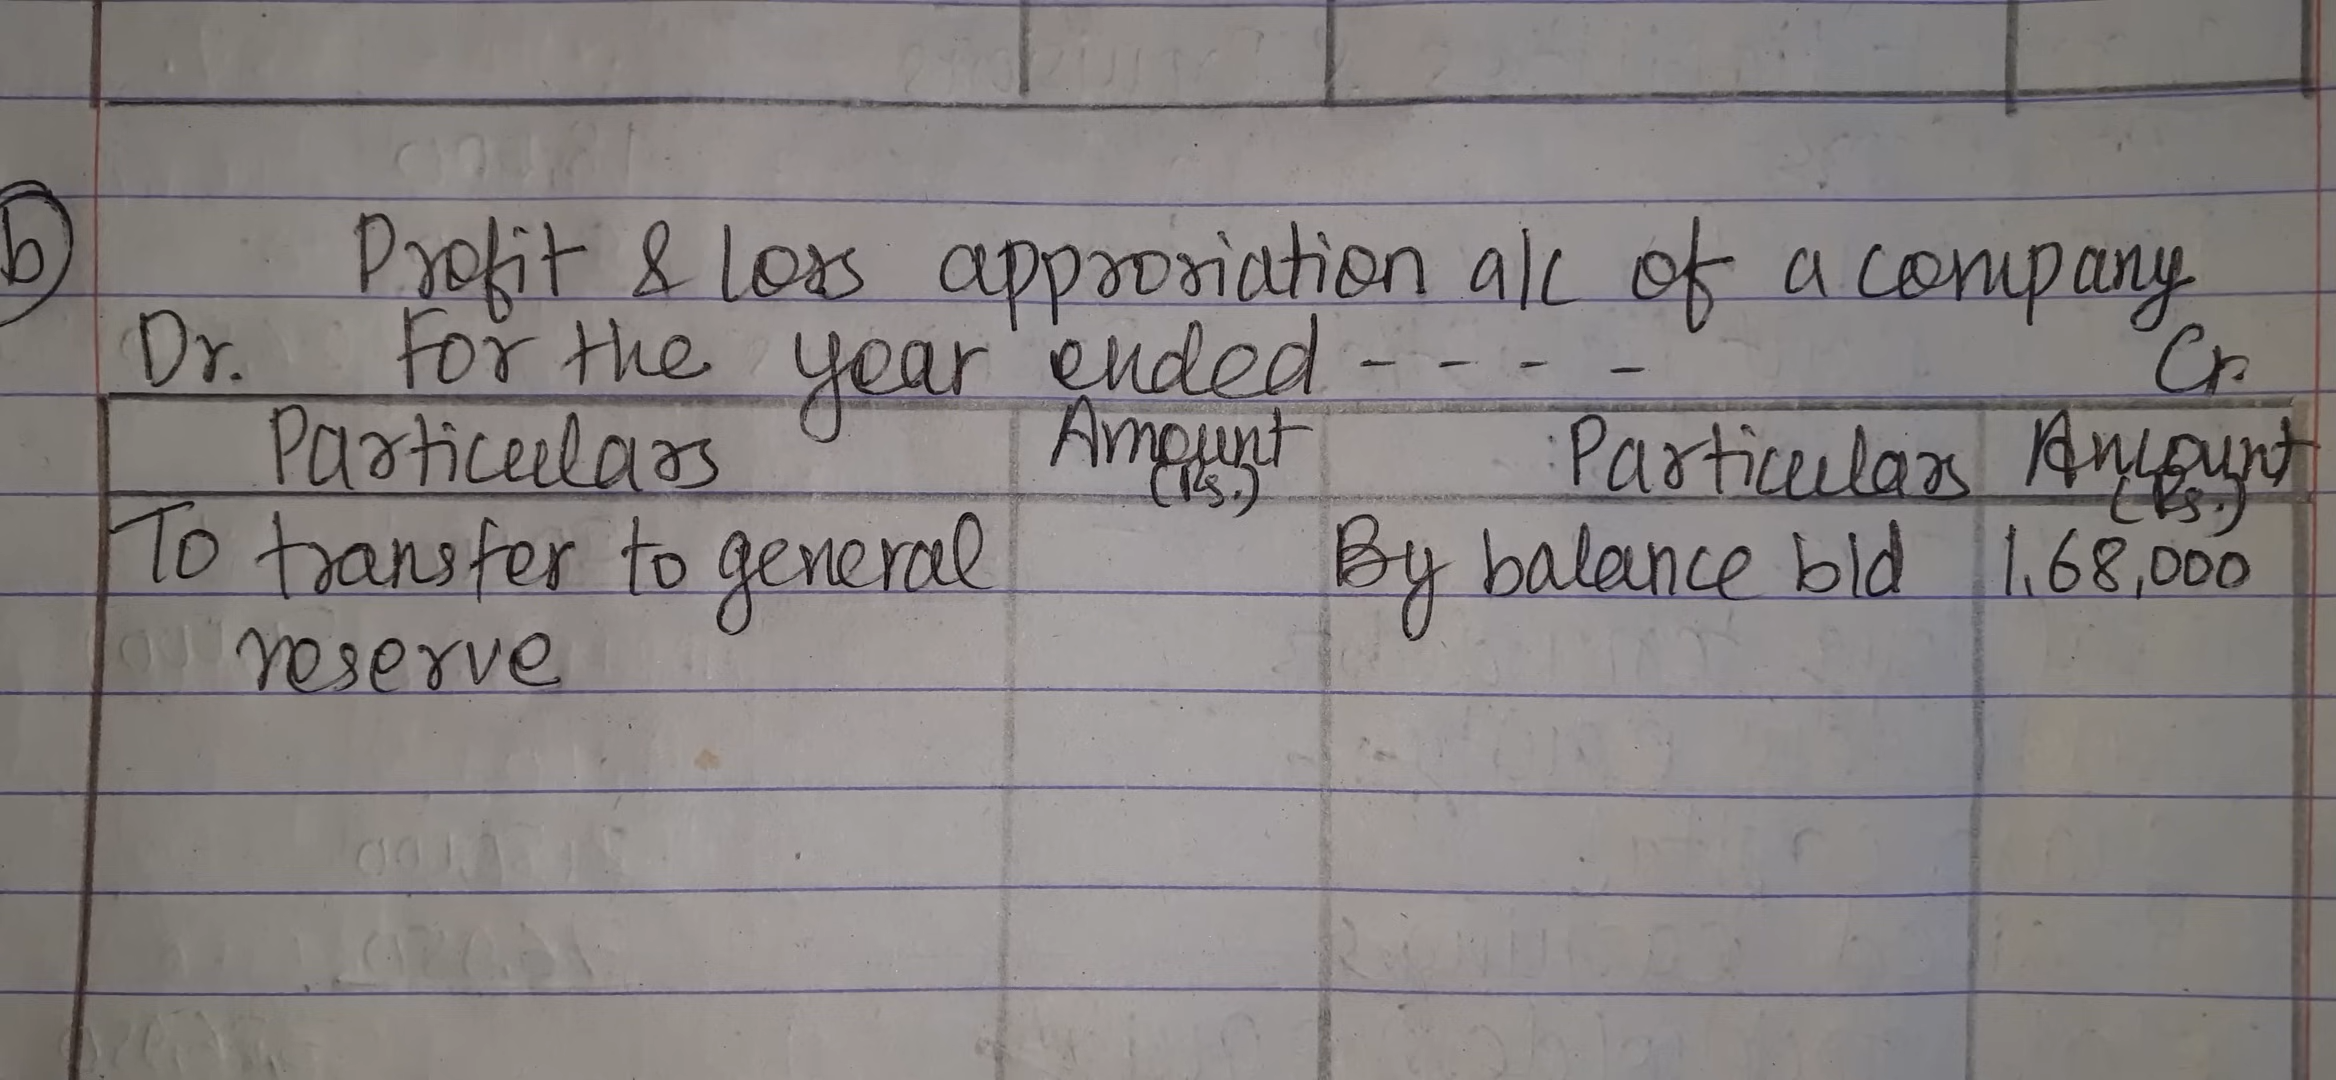 b
Profit & loss approriation a/c of a company
Dr. For the year ended - - - - Cr.
Particulars Amount (Rs.) Particulars Amount (Rs.)
To transfer to general By balance b/d 1,68,000
reserve